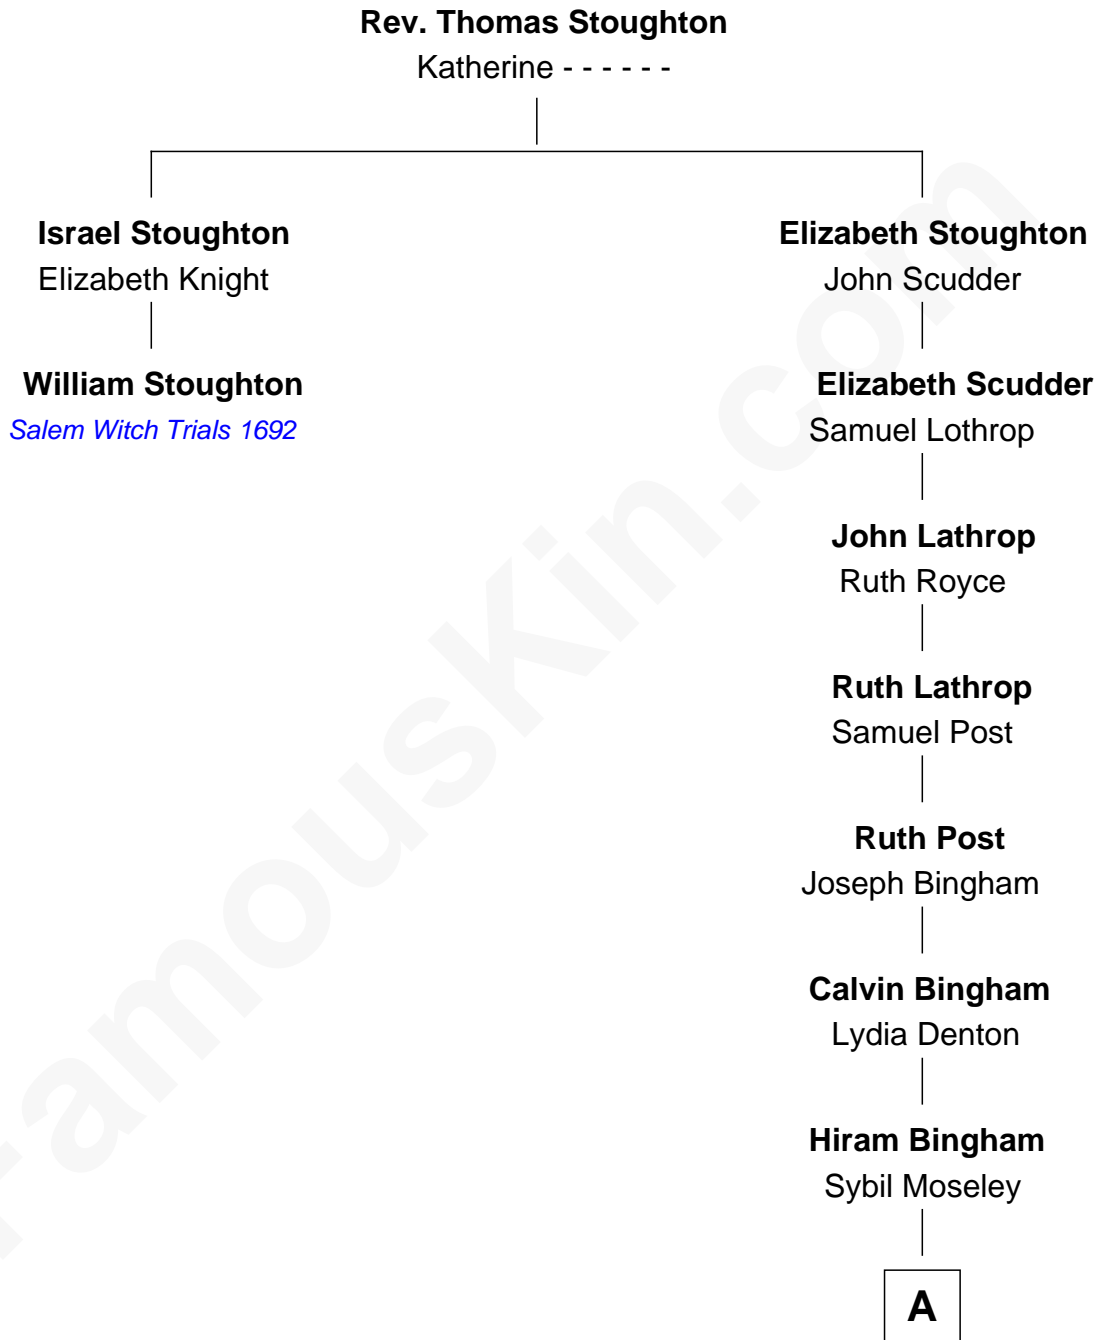 Rev. Thomas Stoughton
Katherine - - - - - -
Israel Stoughton
Elizabeth Knight
William Stoughton
Salem Witch Trials 1692
Elizabeth Stoughton
John Scudder
Elizabeth Scudder
Samuel Lothrop
John Lathrop
Ruth Royce
Ruth Lathrop
Samuel Post
Ruth Post
Joseph Bingham
Calvin Bingham
Lydia Denton
Hiram Bingham
Sybil Moseley
A
FamousKin.com